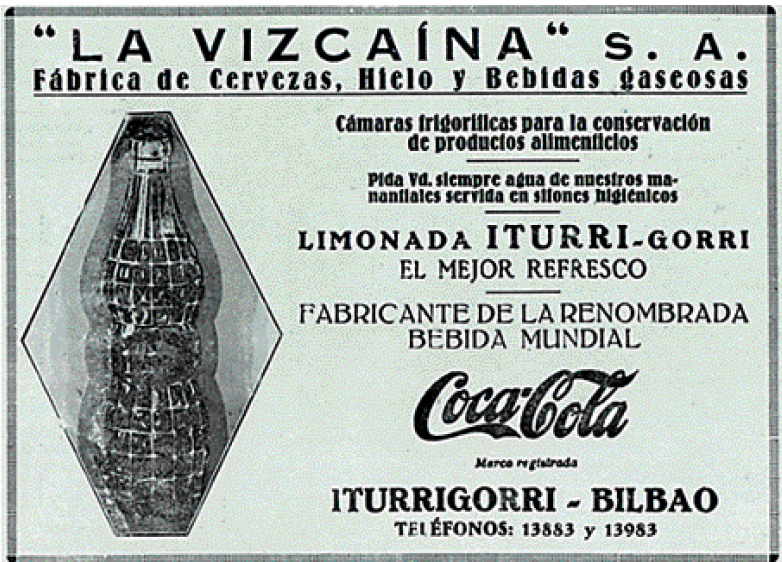 “LA VIZCAÍNA“ S. A.
Fábrica de Cervezas, Hielo y Bebidas gaseosas
Cámaras frigoríficas para la conservación
de productos alimenticios
Pida Vd. siempre agua de nuestros ma-
nantiales servida en sifones higiénicos
LIMONADA ITURRI-GORRI
EL MEJOR REFRESCO
FABRICANTE DE LA RENOMBRADA
BEBIDA MUNDIAL
Coca-Cola
Marca registrada
ITURRIGORRI - BILBAO
TELÉFONOS: 13883 y 13983